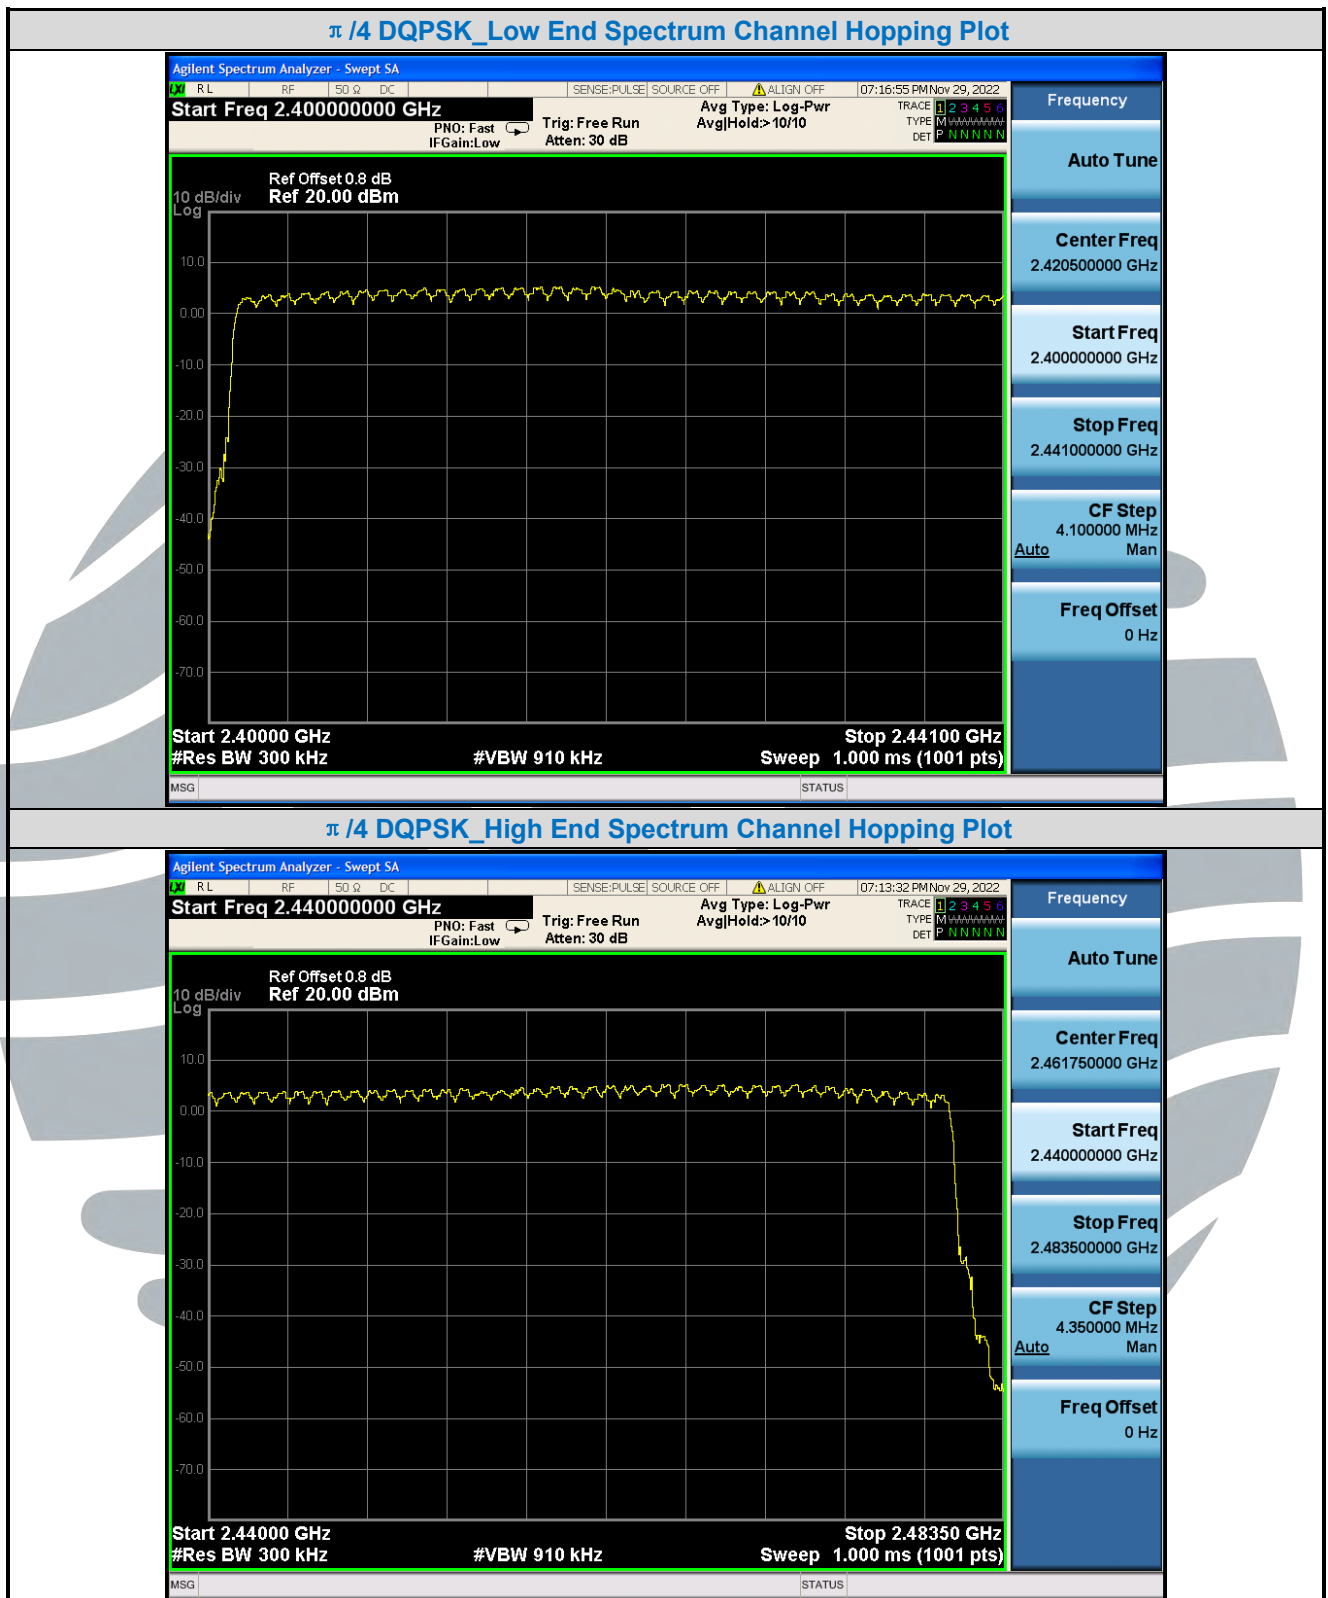 π /4 DQPSK_Low End Spectrum Channel Hopping Plot
Agilent Spectrum Analyzer - Swept SA
LXI RL RF 50 Ω DC SENSE:PULSE SOURCE OFF ALIGN OFF 07:16:55 PM Nov 29, 2022
Start Freq 2.400000000 GHz
PNO: Fast
IFGain:Low
Trig: Free Run
Atten: 30 dB
Avg Type: Log-Pwr
Avg|Hold:>10/10
TRACE 1 2 3 4 5 6
TYPE M
DET P N N N N N
Frequency
Auto Tune
Ref Offset 0.8 dB
10 dB/div Ref 20.00 dBm
Log
10.0
0.00
-10.0
-20.0
-30.0
-40.0
-50.0
-60.0
-70.0
Center Freq
2.420500000 GHz
Start Freq
2.400000000 GHz
Stop Freq
2.441000000 GHz
CF Step
4.100000 MHz
Auto Man
Freq Offset
0 Hz
Start 2.40000 GHz Stop 2.44100 GHz
#Res BW 300 kHz #VBW 910 kHz Sweep 1.000 ms (1001 pts)
MSG STATUS
π /4 DQPSK_High End Spectrum Channel Hopping Plot
Agilent Spectrum Analyzer - Swept SA
LXI RL RF 50 Ω DC SENSE:PULSE SOURCE OFF ALIGN OFF 07:13:32 PM Nov 29, 2022
Start Freq 2.440000000 GHz
PNO: Fast
IFGain:Low
Trig: Free Run
Atten: 30 dB
Avg Type: Log-Pwr
Avg|Hold:>10/10
TRACE 1 2 3 4 5 6
TYPE M
DET P N N N N N
Frequency
Auto Tune
Ref Offset 0.8 dB
10 dB/div Ref 20.00 dBm
Log
10.0
0.00
-10.0
-20.0
-30.0
-40.0
-50.0
-60.0
-70.0
Center Freq
2.461750000 GHz
Start Freq
2.440000000 GHz
Stop Freq
2.483500000 GHz
CF Step
4.350000 MHz
Auto Man
Freq Offset
0 Hz
Start 2.44000 GHz Stop 2.48350 GHz
#Res BW 300 kHz #VBW 910 kHz Sweep 1.000 ms (1001 pts)
MSG STATUS